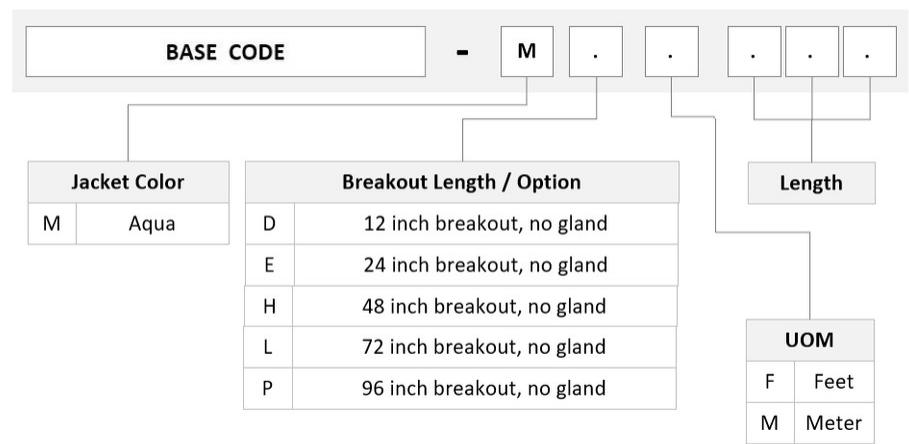 BASE CODE - M . . . . .
Jacket Color
M Aqua
Breakout Length / Option
D 12 inch breakout, no gland
E 24 inch breakout, no gland
H 48 inch breakout, no gland
L 72 inch breakout, no gland
P 96 inch breakout, no gland
Length
UOM
F Feet
M Meter